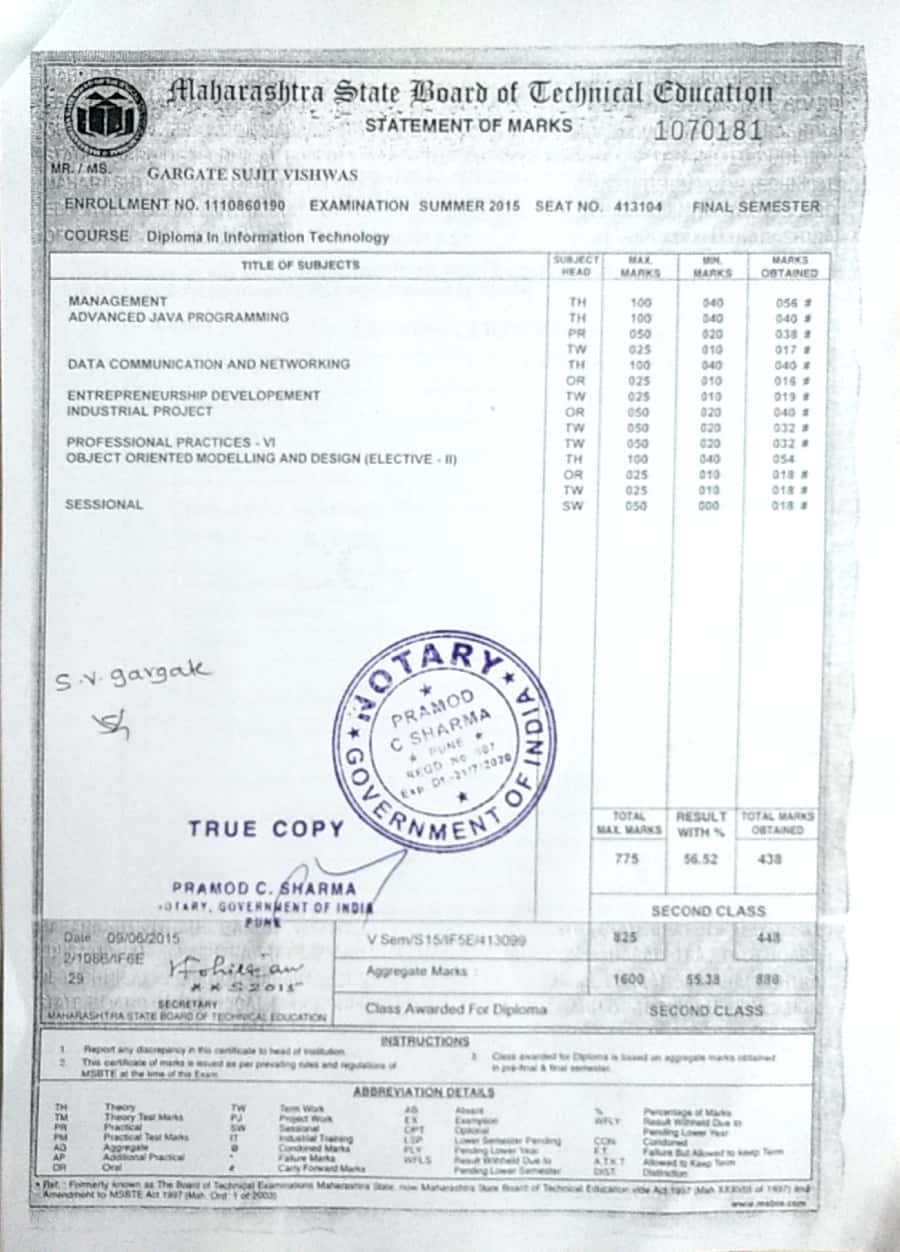 Maharashtra State Board of Technical Education
STATEMENT OF MARKS 1070181
MR. / MS. GARGATE SUJIT VISHWAS
ENROLLMENT NO. 1110860190 EXAMINATION SUMMER 2015 SEAT NO. 413104 FINAL SEMESTER
COURSE Diploma In Information Technology
TITLE OF SUBJECTS SUBJECT HEAD MAX. MARKS MIN. MARKS MARKS OBTAINED
MANAGEMENT TH 100 040 056 #
ADVANCED JAVA PROGRAMMING TH 100 040 040 #
PR 050 020 038 #
TW 025 010 017 #
DATA COMMUNICATION AND NETWORKING TH 100 040 040 #
OR 025 010 016 #
ENTREPRENEURSHIP DEVELOPEMENT TW 025 010 019 #
INDUSTRIAL PROJECT OR 050 020 040 #
TW 050 020 032 #
PROFESSIONAL PRACTICES - VI TW 050 020 032 #
OBJECT ORIENTED MODELLING AND DESIGN (ELECTIVE - II) TH 100 040 054
OR 025 010 018 #
TW 025 010 018 #
SESSIONAL SW 050 000 018 #
S.V. gargate
NOTARY
GOVERNMENT OF INDIA
PRAMOD
C SHARMA
PUNE
REGD No 507
Exp. Dt.-21/7/2020
TRUE COPY
TOTAL MAX. MARKS RESULT WITH % TOTAL MARKS OBTAINED
775 56.52 438
PRAMOD C. SHARMA
NOTARY, GOVERNMENT OF INDIA
PUNE
SECOND CLASS
Date 09/06/2015 V Sem/S15/IF5E/413099 825 448
2/1086/IF6E
29 Aggregate Marks : 1600 55.38 886
SECRETARY
MAHARASHTRA STATE BOARD OF TECHNICAL EDUCATION
Class Awarded For Diploma SECOND CLASS
INSTRUCTIONS
1. Report any discrepancy in this certificate to head of Institution.
2. This certificate of marks is issued as per prevailing rules and regulations of
MSBTE at the time of this Exam.
3. Class awarded for Diploma is based on aggregate marks obtained
in pre-final & final semester.
ABBREVIATION DETAILS
TH Theory TW Term Work AB Absent % Percentage of Marks
TM Theory Test Marks PJ Project Work EX Exemption WFLY Result Withheld Due to
PR Practical SW Sessional OPT Optional Pending Lower Year
PM Practical Test Marks IT Industrial Training LSP Lower Semester Pending CON Condoned
AG Aggregate @ Condoned Marks PLY Pending Lower Year F.T. Failure But Allowed to keep Term
AP Additional Practical * Failure Marks WFLS Result Withheld Due to A.T.K.T Allowed to Keep Term
OR Oral # Carry Forward Marks Pending Lower Semester DIST. Distinction
* Ref. : Formerly known as The Board of Technical Examinations Maharashtra State, now Maharashtra State Board of Technical Education vide Act 1997 (Mah XXXVIII of 1997) and
Amendment to MSBTE Act 1997 (Mah. Ord. 1 of 2003)
www.msbte.com